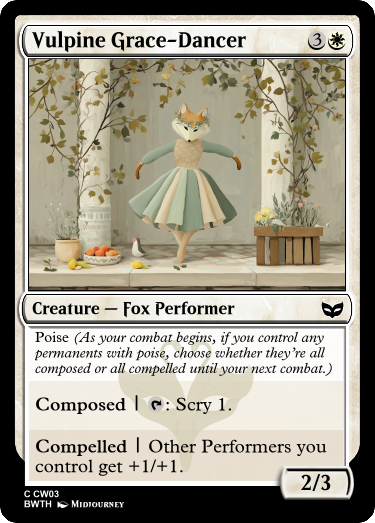 Vulpine Grace-Dancer 3
Creature — Fox Performer
Poise (As your combat begins, if you control any
permanents with poise, choose whether they're all
composed or all compelled until your next combat.)
Composed | : Scry 1.
Compelled | Other Performers you
control get +1/+1.
2/3
C CW03
BWTH Midjourney